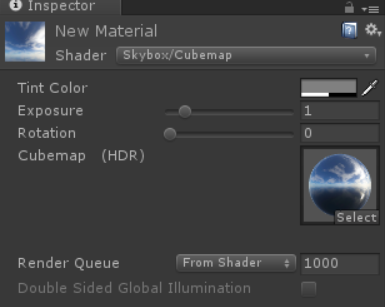 Inspector
New Material
Shader Skybox/Cubemap
Tint Color
Exposure 1
Rotation 0
Cubemap (HDR)
Select
Render Queue From Shader 1000
Double Sided Global Illumination